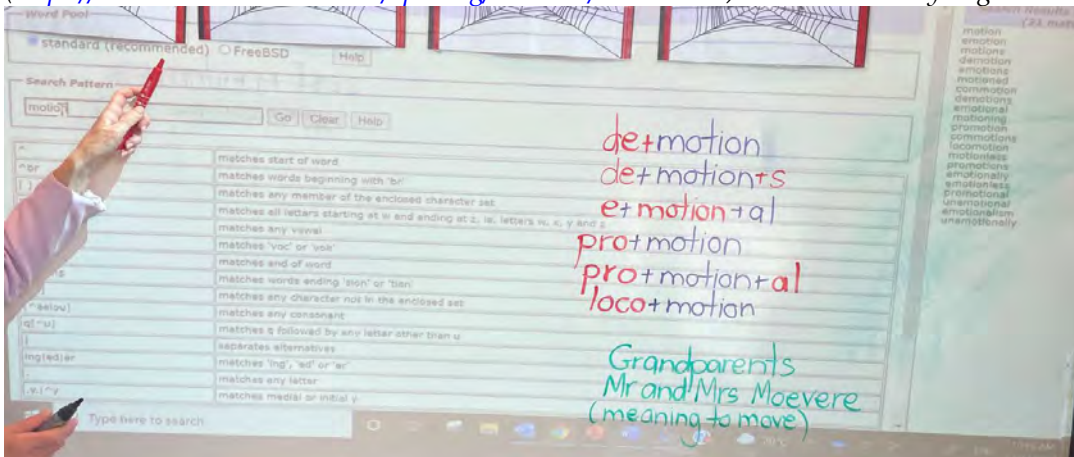 Word Pool
standard (recommended) FreeBSD Help
Search Pattern
motio
Go Clear Help
^
matches start of word
^br
matches words beginning with 'br'
matches any member of the enclosed character set
matches all letters starting at w and ending at z, ie. letters w, x, y and z
matches any vowel
matches end of word
matches words ending 'sion' or 'tion'
matches any character not in the enclosed set
[^aeiou]
matches any consonant
q[^u]
matches q followed by any letter other than u
|
separates alternatives
ing|ed|er
matches 'ing', 'ed' or 'er'
.
matches any letter
matches medial or initial y
Type here to search
de+motion
de+motion+s
e+motion+al
pro+motion
pro+motion+al
loco+motion
Grandparents
Mr and Mrs Moevere
(meaning to move)
Search Results
motion
emotion
motions
demotion
emotions
motioned
commotion
demotions
emotional
motioning
promotion
commotions
locomotion
motionless
promotions
emotionally
emotionless
promotional
unemotional
emotionalism
unemotionally